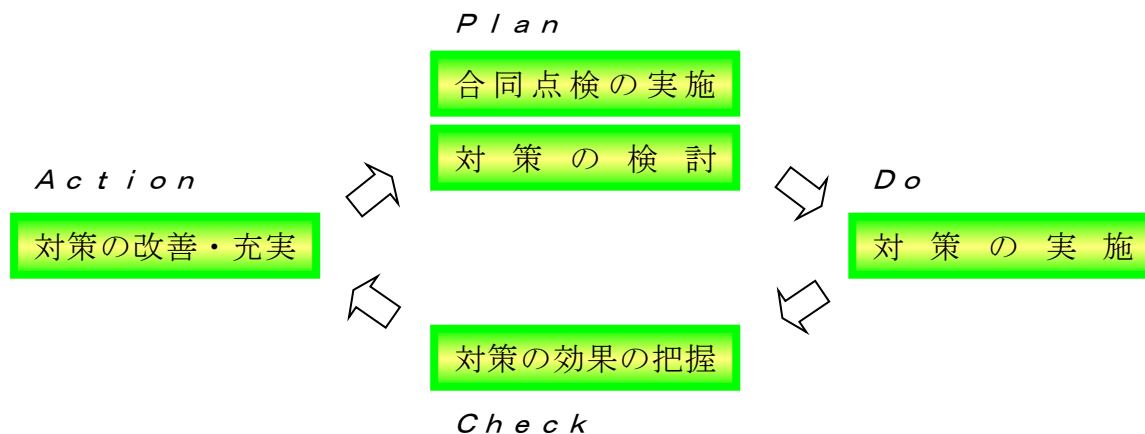 Plan
合同点検の実施
対策の検討
Action
Do
対策の改善・充実
対策の実施
対策の効果の把握
Check